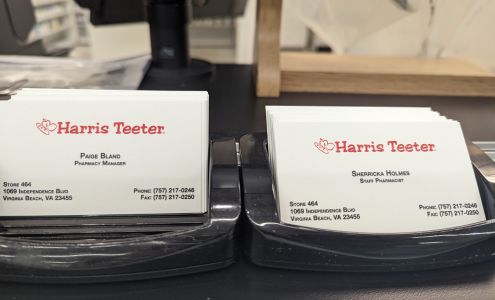 Harris Teeter
Paige Bland
Pharmacy Manager
Store 464
1069 Independence Blvd
Virginia Beach, VA 23455
Phone: (757) 217-0246
Fax: (757) 217-0250
Harris Teeter
Sherricka Holmes
Staff Pharmacist
Store 464
1069 Independence Blvd
Virginia Beach, VA 23455
Phone: (757) 217-0246
Fax: (757) 217-0250